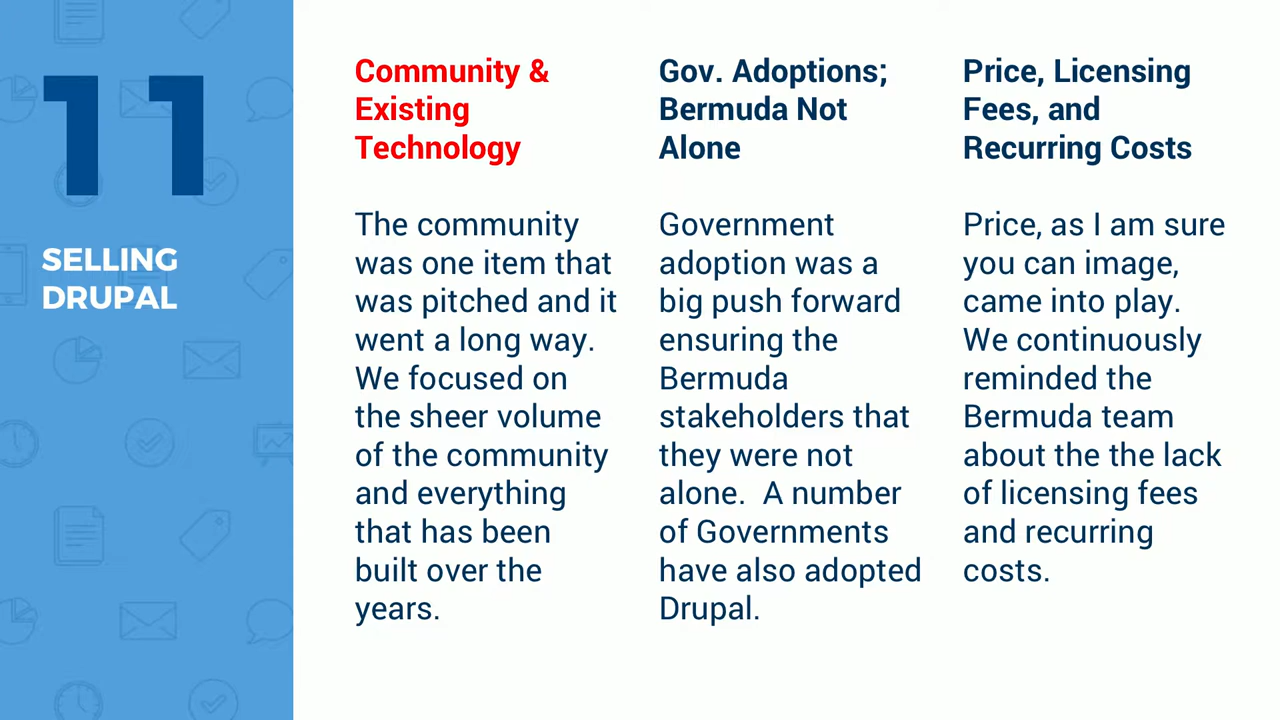 11
SELLING
DRUPAL
Community &
Existing
Technology
The community
was one item that
was pitched and it
went a long way.
We focused on
the sheer volume
of the community
and everything
that has been
built over the
years.
Gov. Adoptions;
Bermuda Not
Alone
Government
adoption was a
big push forward
ensuring the
Bermuda
stakeholders that
they were not
alone.  A number
of Governments
have also adopted
Drupal.
Price, Licensing
Fees, and
Recurring Costs
Price, as I am sure
you can image,
came into play.
We continuously
reminded the
Bermuda team
about the the lack
of licensing fees
and recurring
costs.